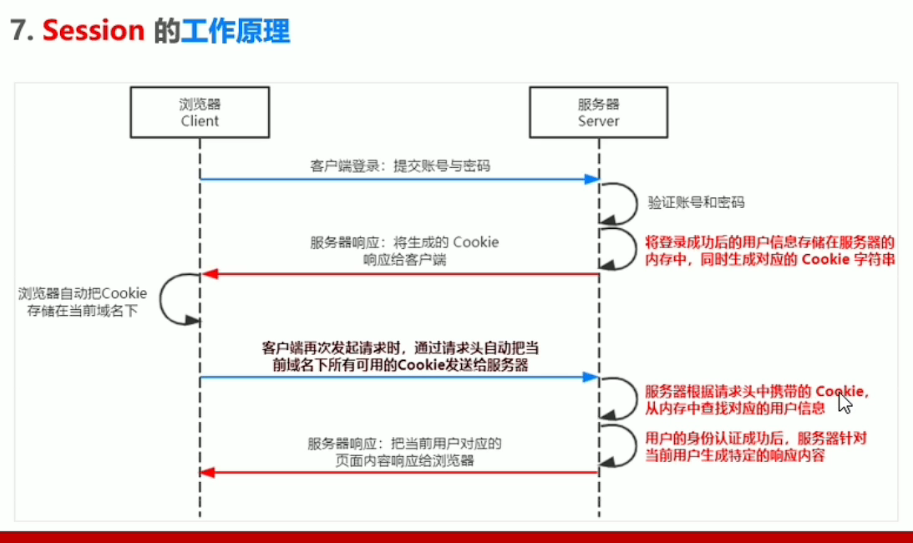 7. Session 的工作原理
浏览器
Client
服务器
Server
客户端登录：提交账号与密码
验证账号和密码
服务器响应：将生成的 Cookie
响应给客户端
将登录成功后的用户信息存储在服务器的
内存中，同时生成对应的 Cookie 字符串
浏览器自动把Cookie
存储在当前域名下
客户端再次发起请求时，通过请求头自动把当
前域名下所有可用的Cookie发送给服务器
服务器根据请求头中携带的 Cookie，
从内存中查找对应的用户信息
用户的身份认证成功后，服务器针对
当前用户生成特定的响应内容
服务器响应：把当前用户对应的
页面内容响应给浏览器